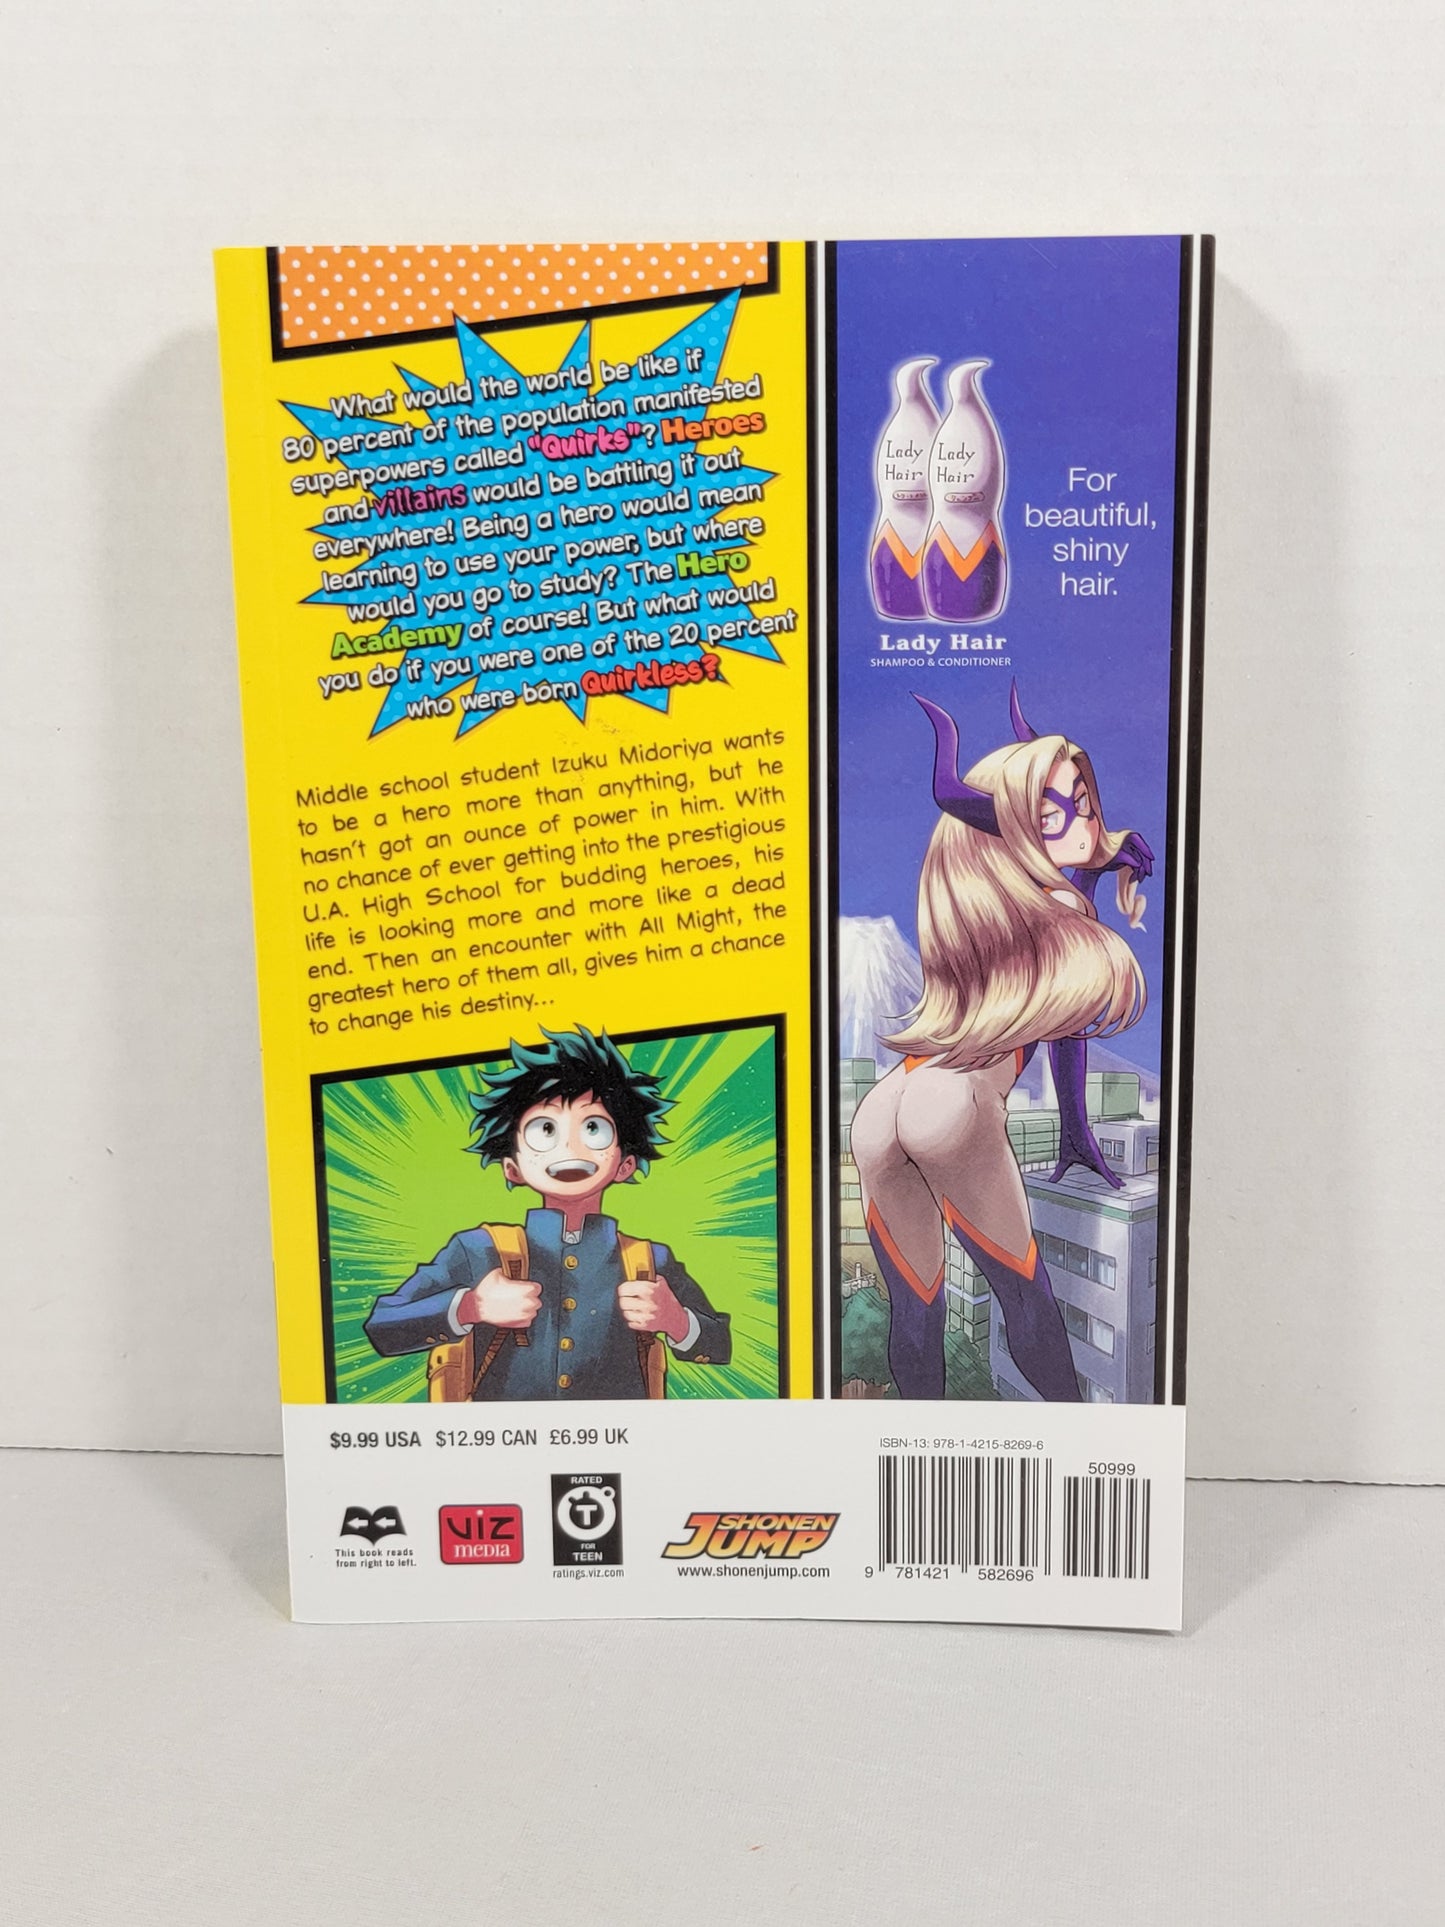 What would the world be like if
80 percent of the population manifested
superpowers called "Quirks"? Heroes
and villains would be battling it out
everywhere! Being a hero would mean
learning to use your power, but where
would you go to study? The Hero
Academy of course! But what would
you do if you were one of the 20 percent
who were born Quirkless?
Middle school student Izuku Midoriya wants
to be a hero more than anything, but he
hasn't got an ounce of power in him. With
no chance of ever getting into the prestigious
U.A. High School for budding heroes, his
life is looking more and more like a dead
end. Then an encounter with All Might, the
greatest hero of them all, gives him a chance
to change his destiny...
Lady
Hair
Lady
Hair
For
beautiful,
shiny
hair.
Lady Hair
SHAMPOO & CONDITIONER
$9.99 USA $12.99 CAN £6.99 UK
This book reads
from right to left.
VIZ
MEDIA
RATED
T
FOR
TEEN
ratings.viz.com
SHONEN
JUMP
www.shonenjump.com
ISBN-13: 978-1-4215-8269-6
50999
9 781421 582696